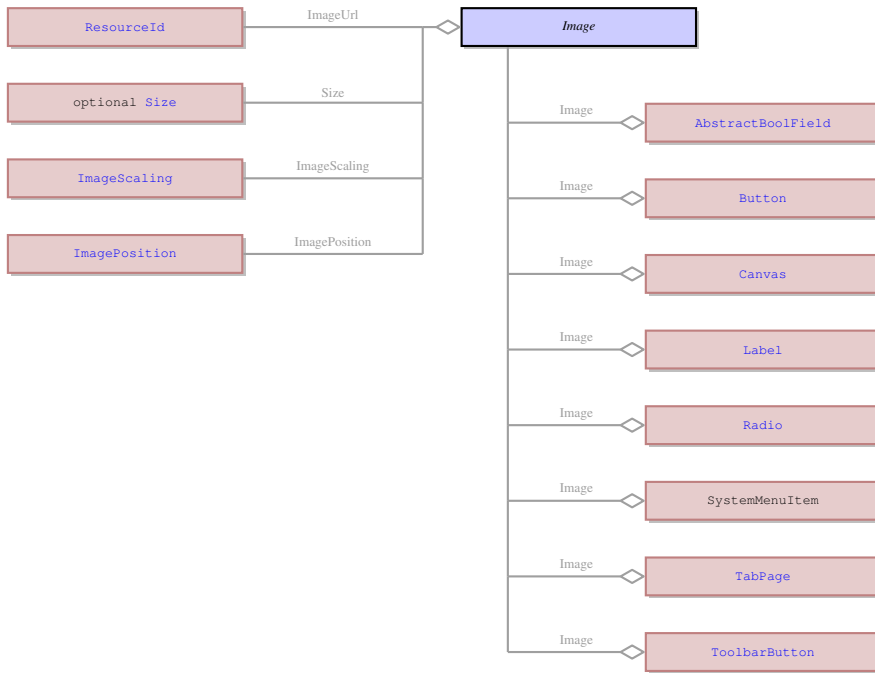 ResourceId
ImageUrl
Image
optional Size
Size
ImageScaling
ImageScaling
ImagePosition
ImagePosition
Image
AbstractBoolField
Image
Button
Image
Canvas
Image
Label
Image
Radio
Image
SystemMenuItem
Image
TabPage
Image
ToolbarButton